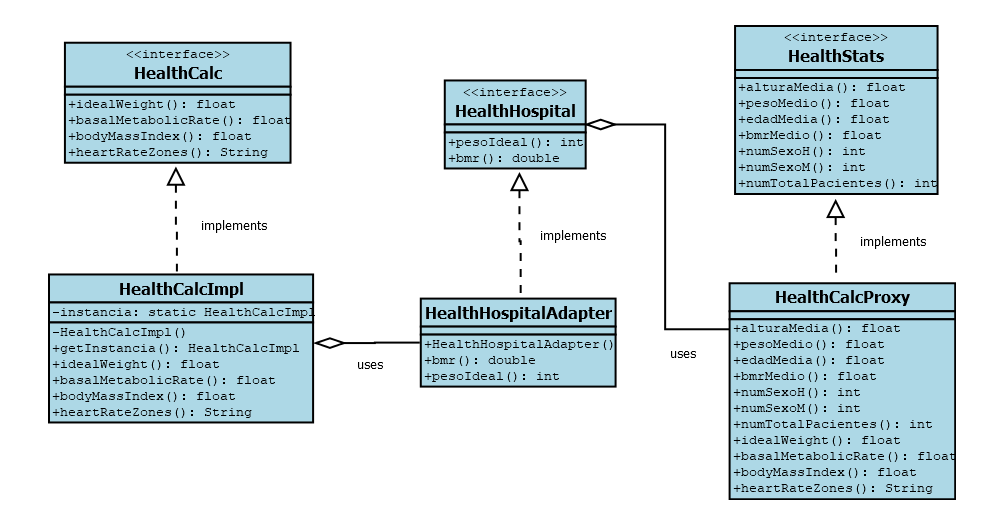 <<interface>>
HealthCalc
+idealWeight(): float
+basalMetabolicRate(): float
+bodyMassIndex(): float
+heartRateZones(): String
<<interface>>
HealthHospital
+pesoIdeal(): int
+bmr(): double
<<interface>>
HealthStats
+alturaMedia(): float
+pesoMedio(): float
+edadMedia(): float
+bmrMedio(): float
+numSexoH(): int
+numSexoM(): int
+numTotalPacientes(): int
implements
implements
implements
HealthCalcImpl
-instancia: static HealthCalcImpl
-HealthCalcImpl()
+getInstancia(): HealthCalcImpl
+idealWeight(): float
+basalMetabolicRate(): float
+bodyMassIndex(): float
+heartRateZones(): String
uses
HealthHospitalAdapter
+HealthHospitalAdapter()
+bmr(): double
+pesoIdeal(): int
uses
HealthCalcProxy
+alturaMedia(): float
+pesoMedio(): float
+edadMedia(): float
+bmrMedio(): float
+numSexoH(): int
+numSexoM(): int
+numTotalPacientes(): int
+idealWeight(): float
+basalMetabolicRate(): float
+bodyMassIndex(): float
+heartRateZones(): String